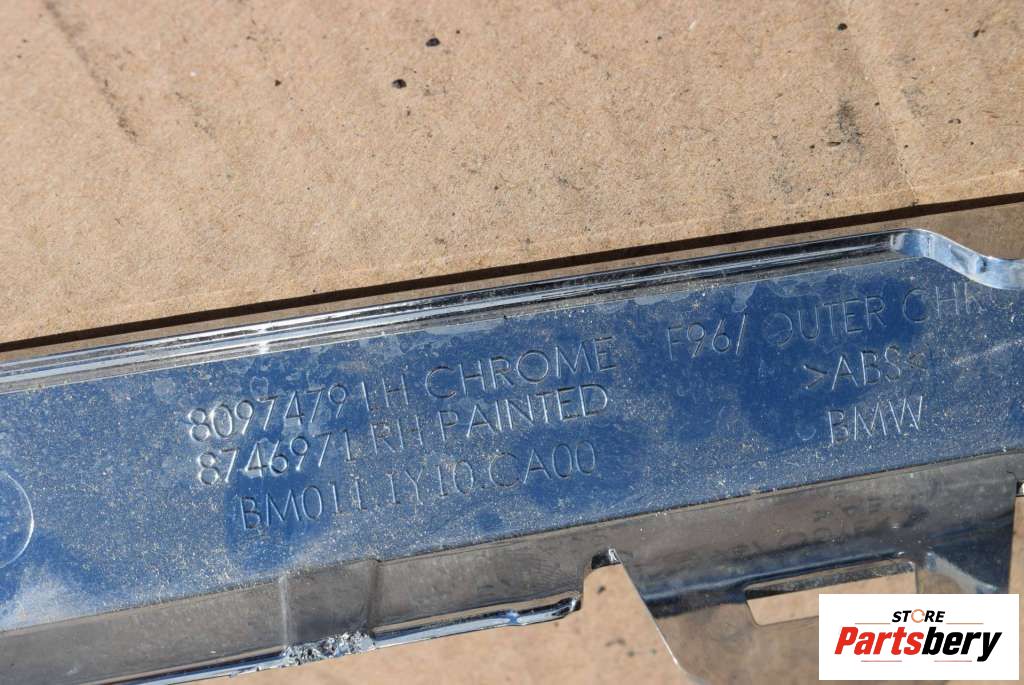 8097479 LH CHROME
8746971 RH PAINTED
BM011.1Y10.CA00
F96/ OUTER CHR
>ABS<
BMW
STORE
Partsbery